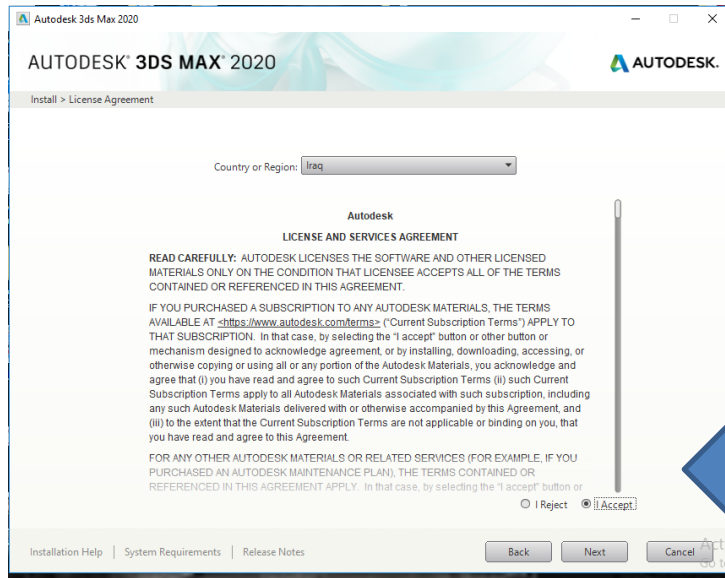 Autodesk 3ds Max 2020
AUTODESK® 3DS MAX® 2020
AUTODESK.
Install > License Agreement
Country or Region: Iraq
Autodesk
LICENSE AND SERVICES AGREEMENT
READ CAREFULLY: AUTODESK LICENSES THE SOFTWARE AND OTHER LICENSED
MATERIALS ONLY ON THE CONDITION THAT LICENSEE ACCEPTS ALL OF THE TERMS
CONTAINED OR REFERENCED IN THIS AGREEMENT.
IF YOU PURCHASED A SUBSCRIPTION TO ANY AUTODESK MATERIALS, THE TERMS
AVAILABLE AT <https://www.autodesk.com/terms> ("Current Subscription Terms") APPLY TO
THAT SUBSCRIPTION. In that case, by selecting the "I accept" button or other button or
mechanism designed to acknowledge agreement, or by installing, downloading, accessing, or
otherwise copying or using all or any portion of the Autodesk Materials, you acknowledge and
agree that (i) you have read and agree to such Current Subscription Terms (ii) such Current
Subscription Terms apply to all Autodesk Materials associated with such subscription, including
any such Autodesk Materials delivered with or otherwise accompanied by this Agreement, and
(iii) to the extent that the Current Subscription Terms are not applicable or binding on you, that
you have read and agree to this Agreement.
FOR ANY OTHER AUTODESK MATERIALS OR RELATED SERVICES (FOR EXAMPLE, IF YOU
PURCHASED AN AUTODESK MAINTENANCE PLAN), THE TERMS CONTAINED OR
REFERENCED IN THIS AGREEMENT APPLY. In that case, by selecting the "I accept" button or
I Reject I Accept
Installation Help | System Requirements | Release Notes Back Next Cancel